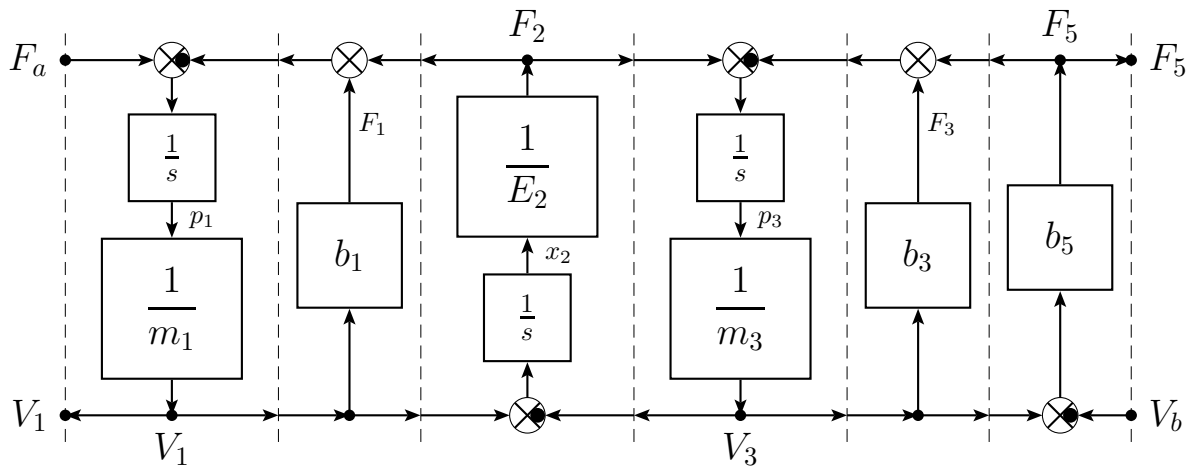 F_2 F_5
F_a F_5
1/s F_1 1/E_2 1/s F_3
p_1 p_3
b_1 x_2 b_3 b_5
1/m_1 1/s 1/m_3
V_1 V_b
V_1 V_3